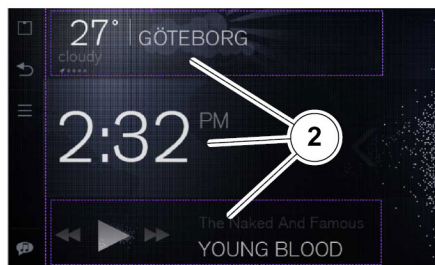 27° GÖTEBORG
cloudy
2:32 PM
2
The Naked And Famous
YOUNG BLOOD